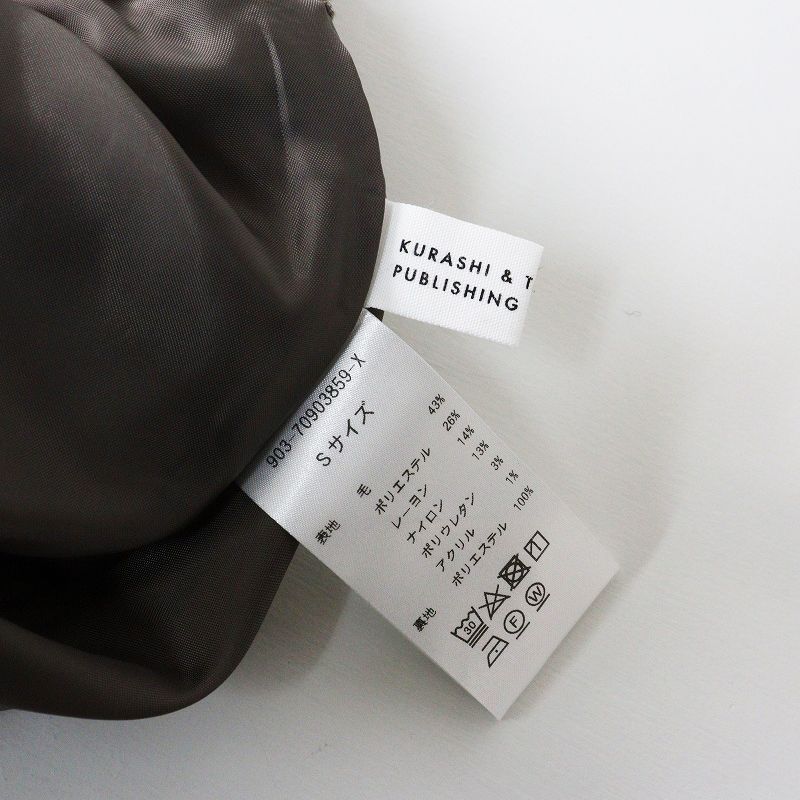 KURASHI & T
PUBLISHING
903-70903859-X
Sサイズ
表地 毛 43%
ポリエステル 26%
レーヨン 14%
ナイロン 13%
ポリウレタン 3%
アクリル 1%
裏地 ポリエステル 100%
30
F W